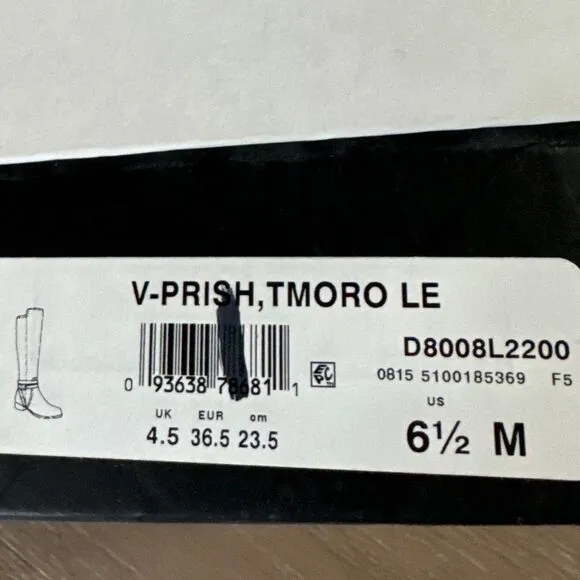 V-PRISH,TMORO LE
D8008L2200
0 93638 78681 1
0815 5100185369 F5
UK EUR cm
4.5 36.5 23.5
US
6½ M